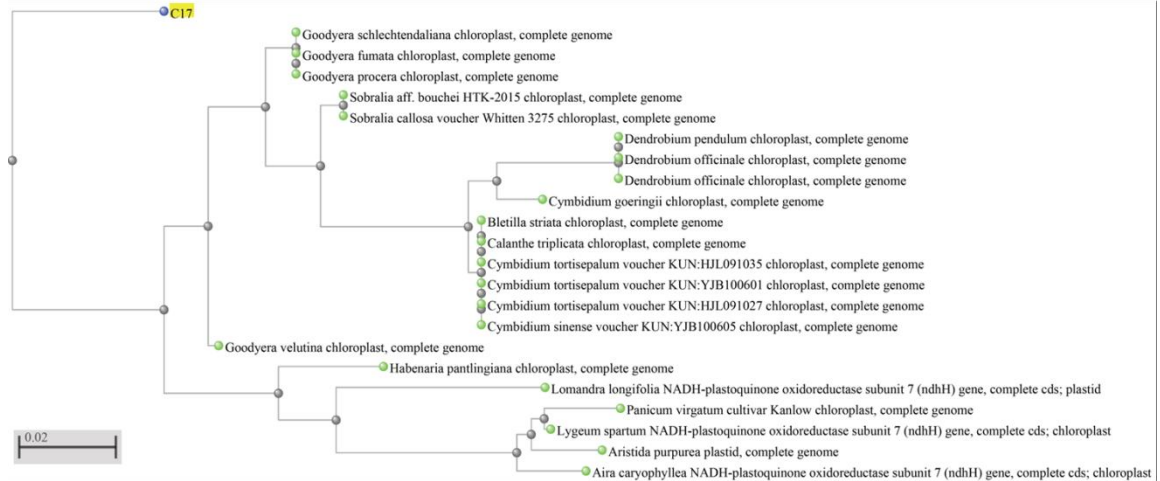 C17
Goodyera schlechtendaliana chloroplast, complete genome
Goodyera fumata chloroplast, complete genome
Goodyera procera chloroplast, complete genome
Sobralia aff. bouchei HTK-2015 chloroplast, complete genome
Sobralia callosa voucher Whitten 3275 chloroplast, complete genome
Dendrobium pendulum chloroplast, complete genome
Dendrobium officinale chloroplast, complete genome
Dendrobium officinale chloroplast, complete genome
Cymbidium goeringii chloroplast, complete genome
Bletilla striata chloroplast, complete genome
Calanthe triplicata chloroplast, complete genome
Cymbidium tortisepalum voucher KUN:HJL091035 chloroplast, complete genome
Cymbidium tortisepalum voucher KUN:YJB100601 chloroplast, complete genome
Cymbidium tortisepalum voucher KUN:HJL091027 chloroplast, complete genome
Cymbidium sinense voucher KUN:YJB100605 chloroplast, complete genome
Goodyera velutina chloroplast, complete genome
Habenaria pantlingiana chloroplast, complete genome
Lomandra longifolia NADH-plastoquinone oxidoreductase subunit 7 (ndhH) gene, complete cds; plastid
Panicum virgatum cultivar Kanlow chloroplast, complete genome
Lygeum spartum NADH-plastoquinone oxidoreductase subunit 7 (ndhH) gene, complete cds; chloroplast
0.02
Aristida purpurea plastid, complete genome
Aira caryophyllea NADH-plastoquinone oxidoreductase subunit 7 (ndhH) gene, complete cds; chloroplast